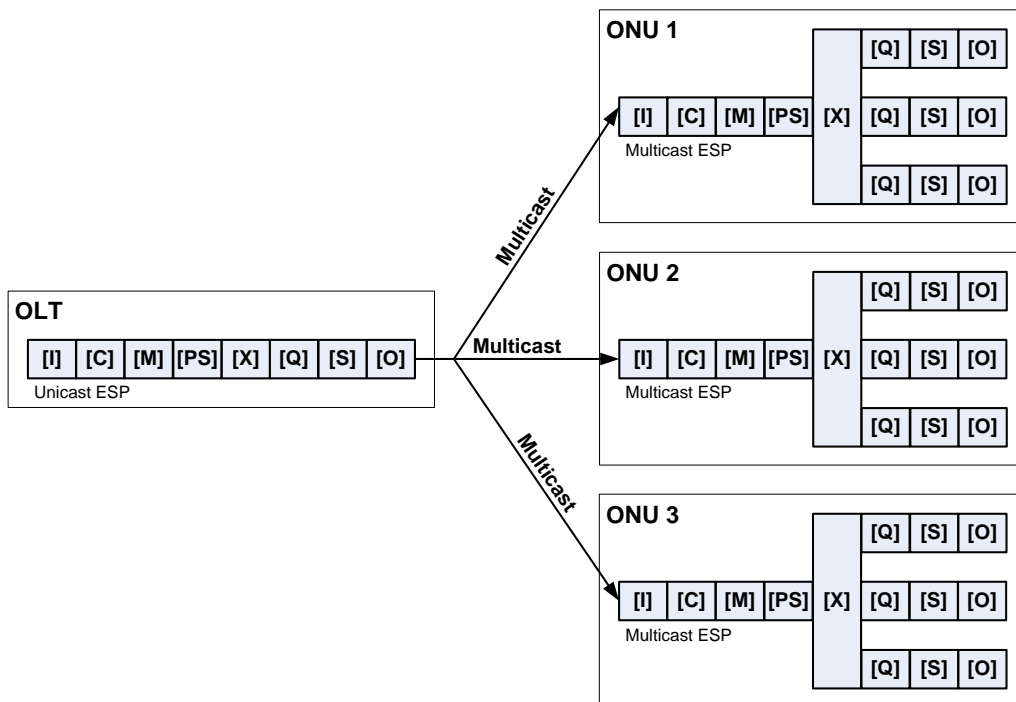 OLT
[I] [C] [M] [PS] [X] [Q] [S] [O]
Unicast ESP
Multicast
Multicast
Multicast
ONU 1
[Q] [S] [O]
[I] [C] [M] [PS] [X] [Q] [S] [O]
Multicast ESP
[Q] [S] [O]
ONU 2
[Q] [S] [O]
[I] [C] [M] [PS] [X] [Q] [S] [O]
Multicast ESP
[Q] [S] [O]
ONU 3
[Q] [S] [O]
[I] [C] [M] [PS] [X] [Q] [S] [O]
Multicast ESP
[Q] [S] [O]